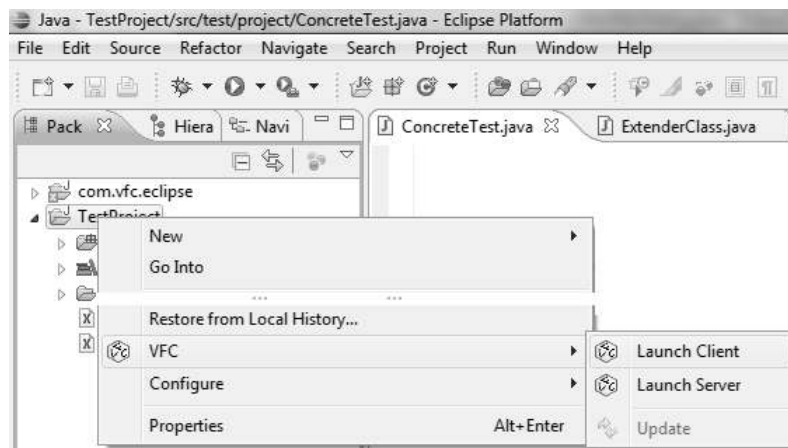 Java - TestProject/src/test/project/ConcreteTest.java - Eclipse Platform
File Edit Source Refactor Navigate Search Project Run Window Help
Pack Hiera Navi ConcreteTest.java ExtenderClass.java
com.vfc.eclipse
TestProject
New
Go Into
... ...
Restore from Local History...
VFC Launch Client
Configure Launch Server
Properties Alt+Enter Update